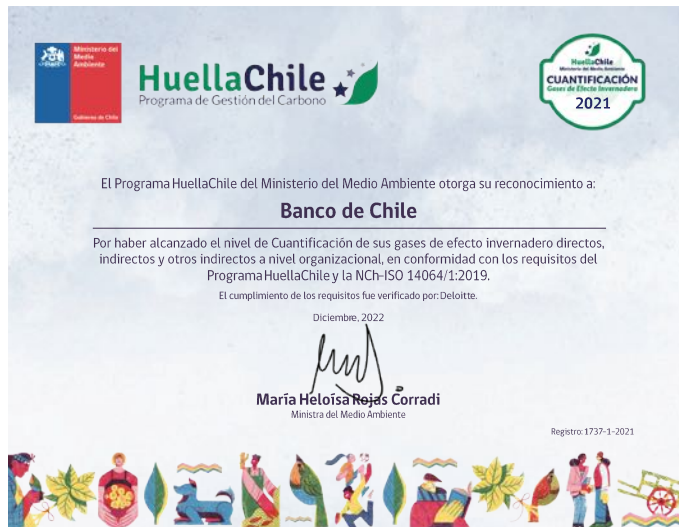 Ministerio del
Medio
Ambiente
Gobierno de Chile
HuellaChile
Programa de Gestión del Carbono
HuellaChile
Ministerio del Medio Ambiente
CUANTIFICACIÓN
Gases de Efecto Invernadero
2021
El Programa HuellaChile del Ministerio del Medio Ambiente otorga su reconocimiento a:
Banco de Chile
Por haber alcanzado el nivel de Cuantificación de sus gases de efecto invernadero directos,
indirectos y otros indirectos a nivel organizacional, en conformidad con los requisitos del
Programa HuellaChile y la NCh-ISO 14064/1:2019.
El cumplimiento de los requisitos fue verificado por: Deloitte.
Diciembre, 2022
María Heloísa Rojas Corradi
Ministra del Medio Ambiente
Registro: 1737-1-2021